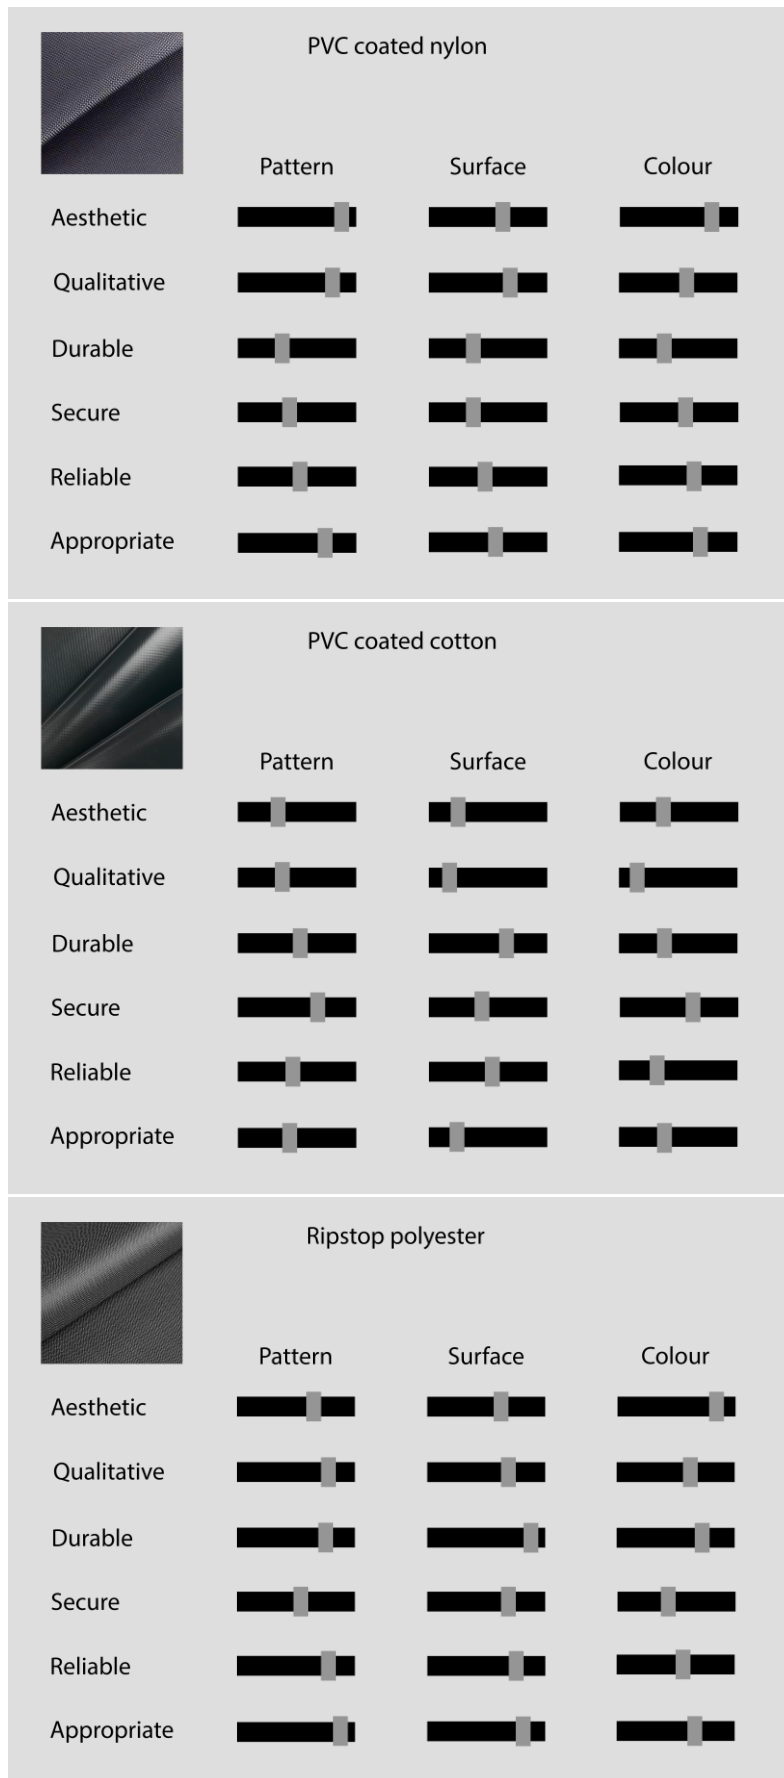 PVC coated nylon
Pattern Surface Colour
Aesthetic
Qualitative
Durable
Secure
Reliable
Appropriate
PVC coated cotton
Pattern Surface Colour
Aesthetic
Qualitative
Durable
Secure
Reliable
Appropriate
Ripstop polyester
Pattern Surface Colour
Aesthetic
Qualitative
Durable
Secure
Reliable
Appropriate